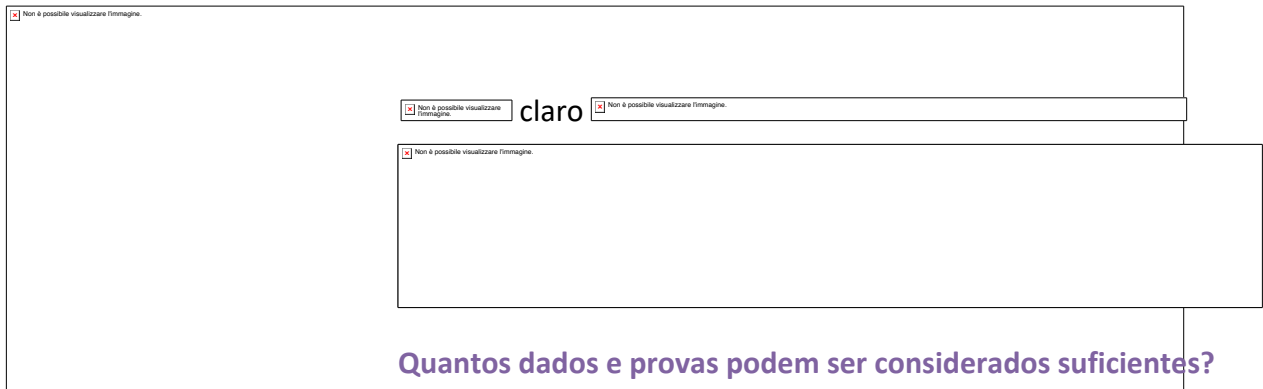 Non è possibile visualizzare l'immagine.
Non è possibile visualizzare l'immagine. claro Non è possibile visualizzare l'immagine.
Non è possibile visualizzare l'immagine.
Quantos dados e provas podem ser considerados suficientes?